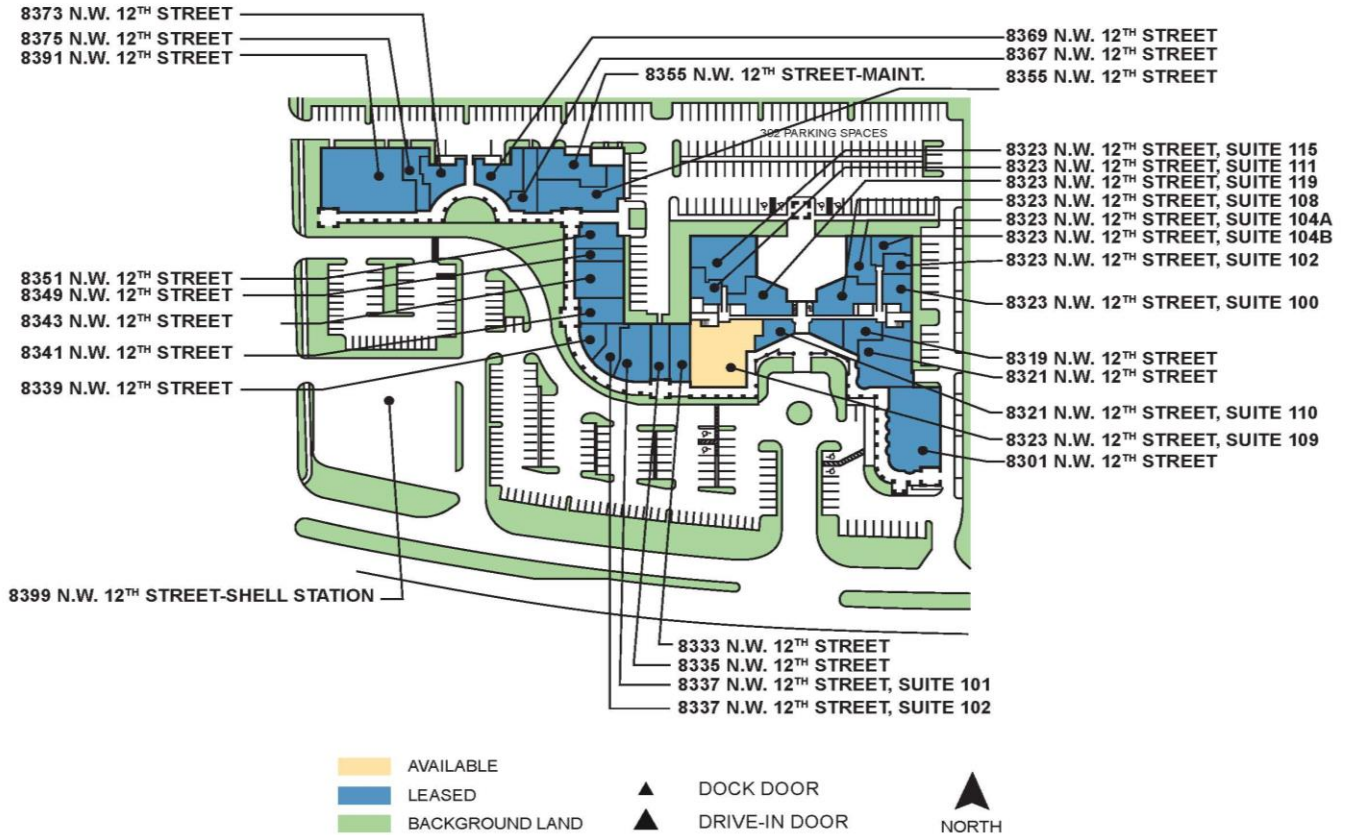 8373 N.W. 12TH STREET
8375 N.W. 12TH STREET
8391 N.W. 12TH STREET
8369 N.W. 12TH STREET
8367 N.W. 12TH STREET
8355 N.W. 12TH STREET-MAINT.
8355 N.W. 12TH STREET
302 PARKING SPACES
8323 N.W. 12TH STREET, SUITE 115
8323 N.W. 12TH STREET, SUITE 111
8323 N.W. 12TH STREET, SUITE 119
8323 N.W. 12TH STREET, SUITE 108
8323 N.W. 12TH STREET, SUITE 104A
8323 N.W. 12TH STREET, SUITE 104B
8323 N.W. 12TH STREET, SUITE 102
8323 N.W. 12TH STREET, SUITE 100
8319 N.W. 12TH STREET
8321 N.W. 12TH STREET
8321 N.W. 12TH STREET, SUITE 110
8323 N.W. 12TH STREET, SUITE 109
8301 N.W. 12TH STREET
8351 N.W. 12TH STREET
8349 N.W. 12TH STREET
8343 N.W. 12TH STREET
8341 N.W. 12TH STREET
8339 N.W. 12TH STREET
8399 N.W. 12TH STREET-SHELL STATION
8333 N.W. 12TH STREET
8335 N.W. 12TH STREET
8337 N.W. 12TH STREET, SUITE 101
8337 N.W. 12TH STREET, SUITE 102
AVAILABLE
LEASED
BACKGROUND LAND
DOCK DOOR
DRIVE-IN DOOR
NORTH